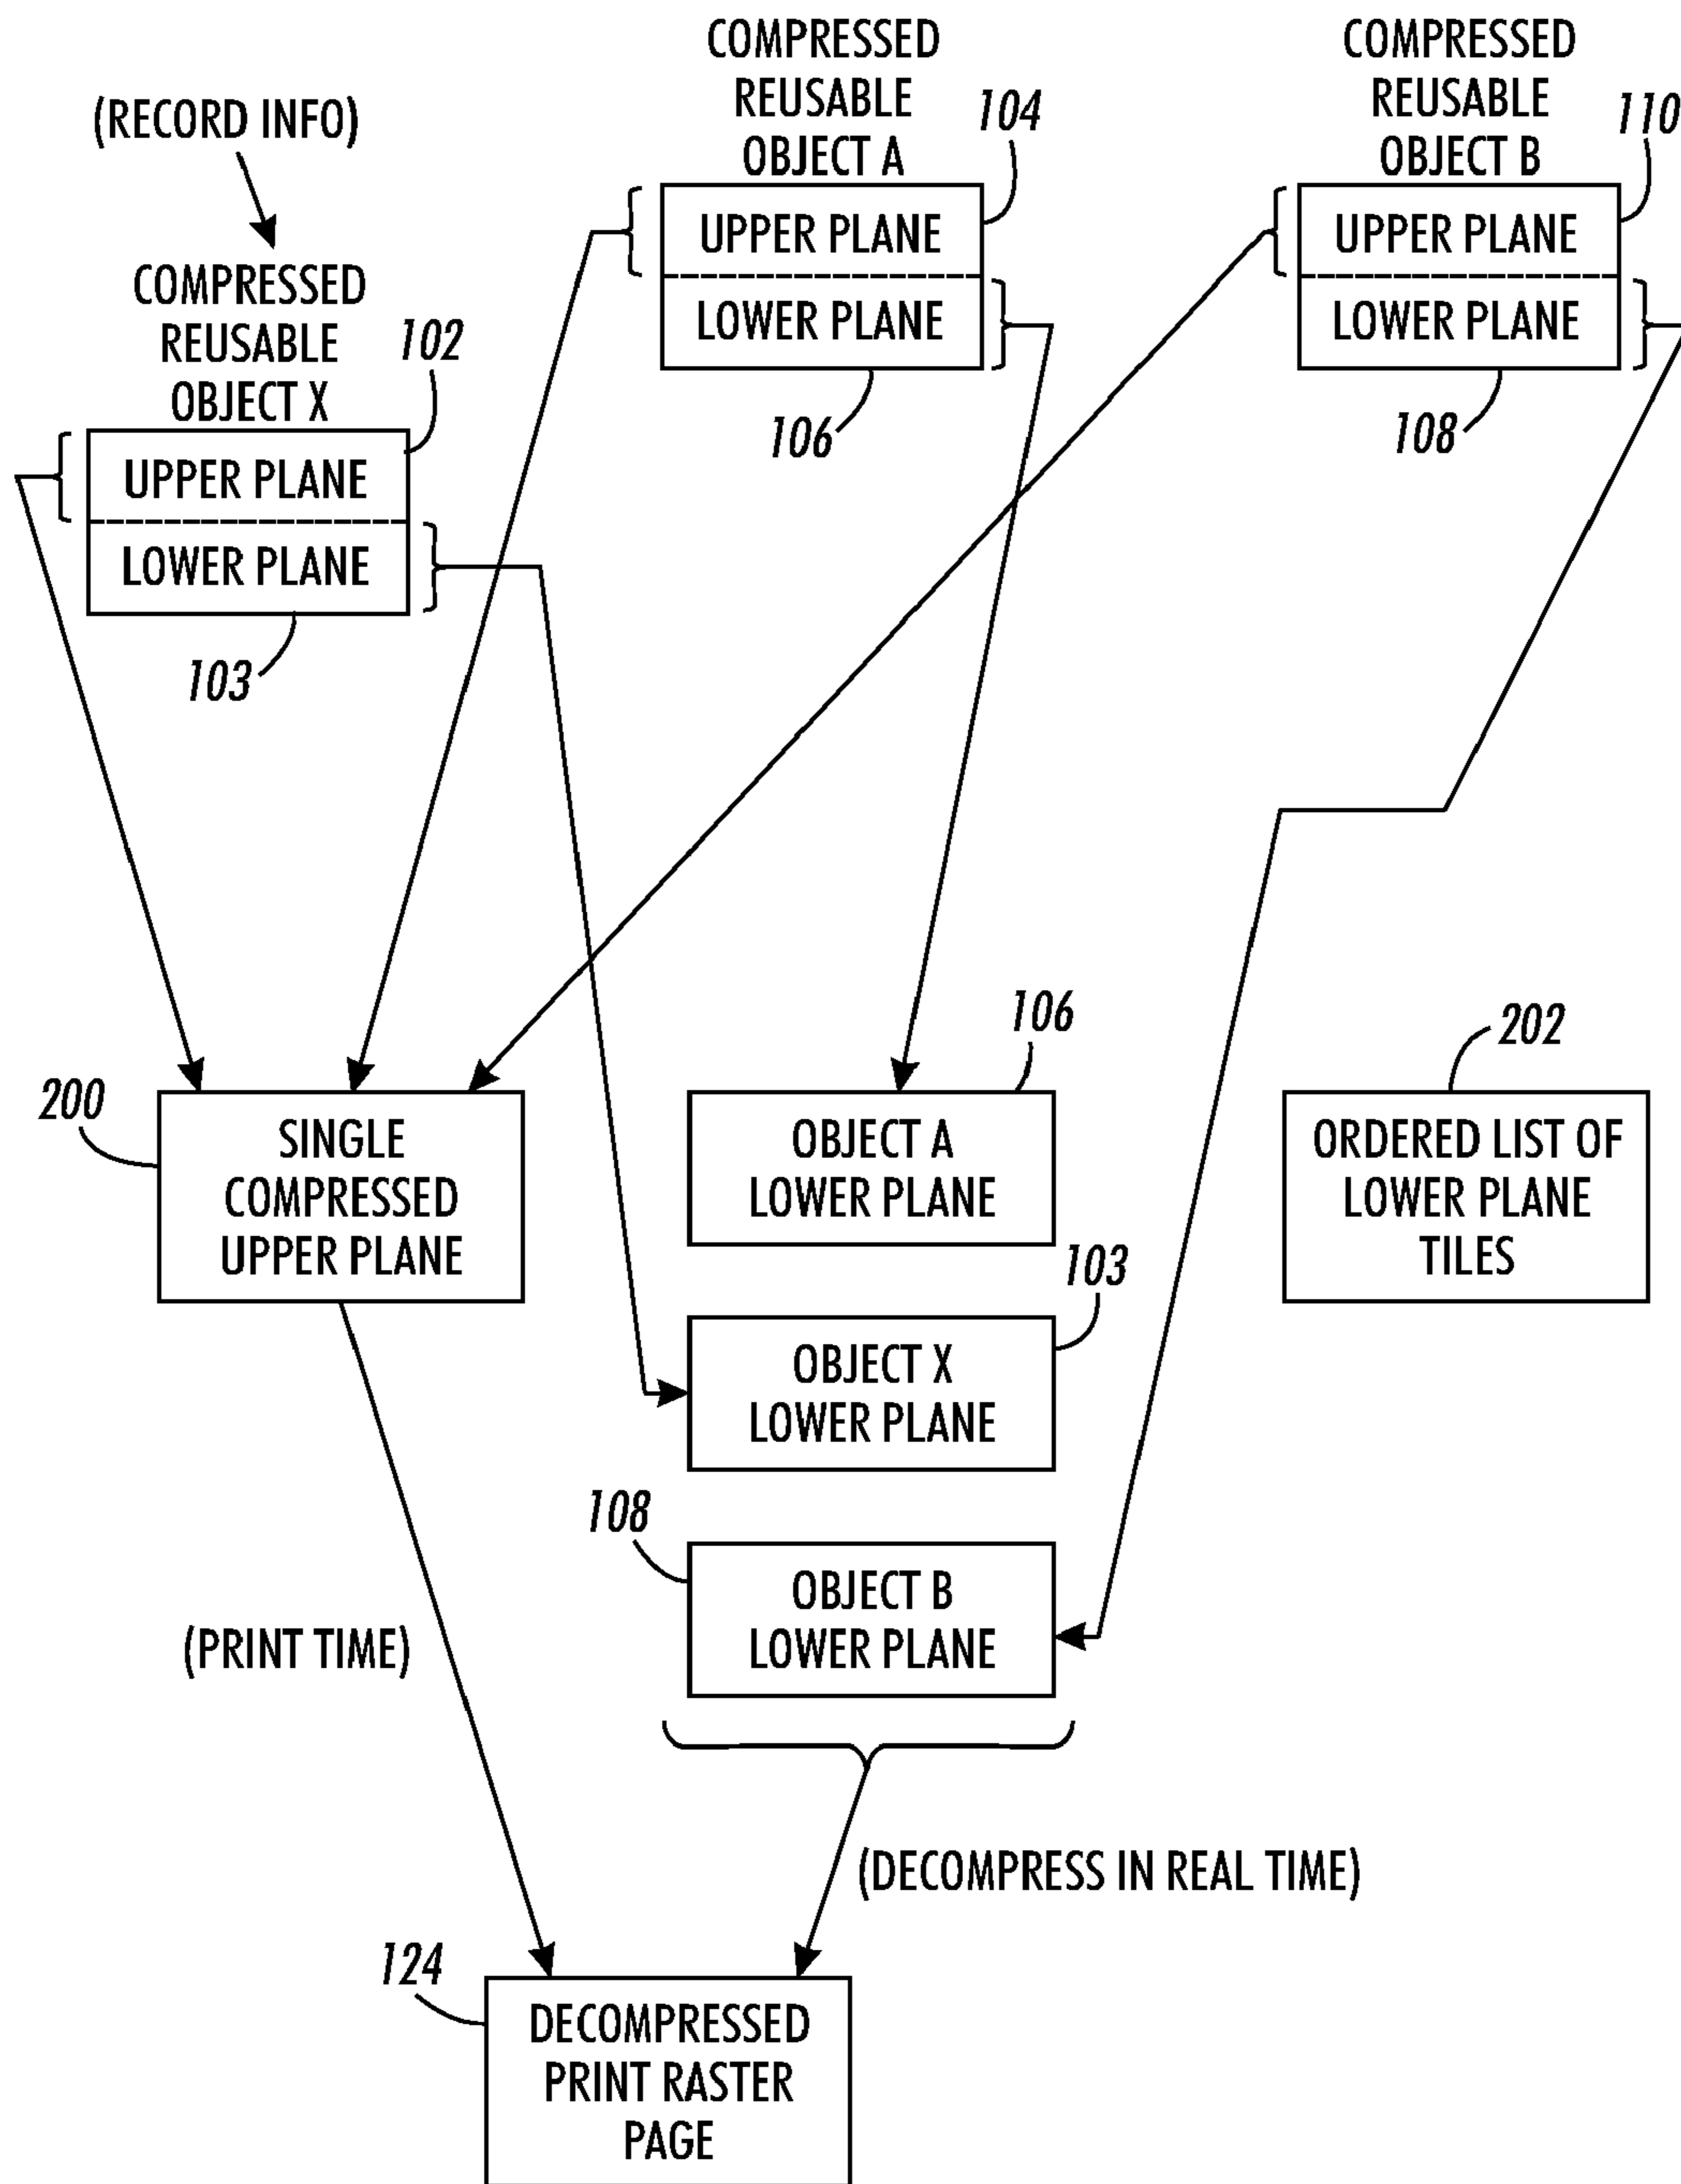 (RECORD INFO)
COMPRESSED
REUSABLE
OBJECT X
102
UPPER PLANE
LOWER PLANE
103
COMPRESSED
REUSABLE
OBJECT A
104
UPPER PLANE
LOWER PLANE
106
COMPRESSED
REUSABLE
OBJECT B
110
UPPER PLANE
LOWER PLANE
108
200
SINGLE
COMPRESSED
UPPER PLANE
106
OBJECT A
LOWER PLANE
202
ORDERED LIST OF
LOWER PLANE
TILES
103
OBJECT X
LOWER PLANE
108
OBJECT B
LOWER PLANE
(PRINT TIME)
(DECOMPRESS IN REAL TIME)
124
DECOMPRESSED
PRINT RASTER
PAGE